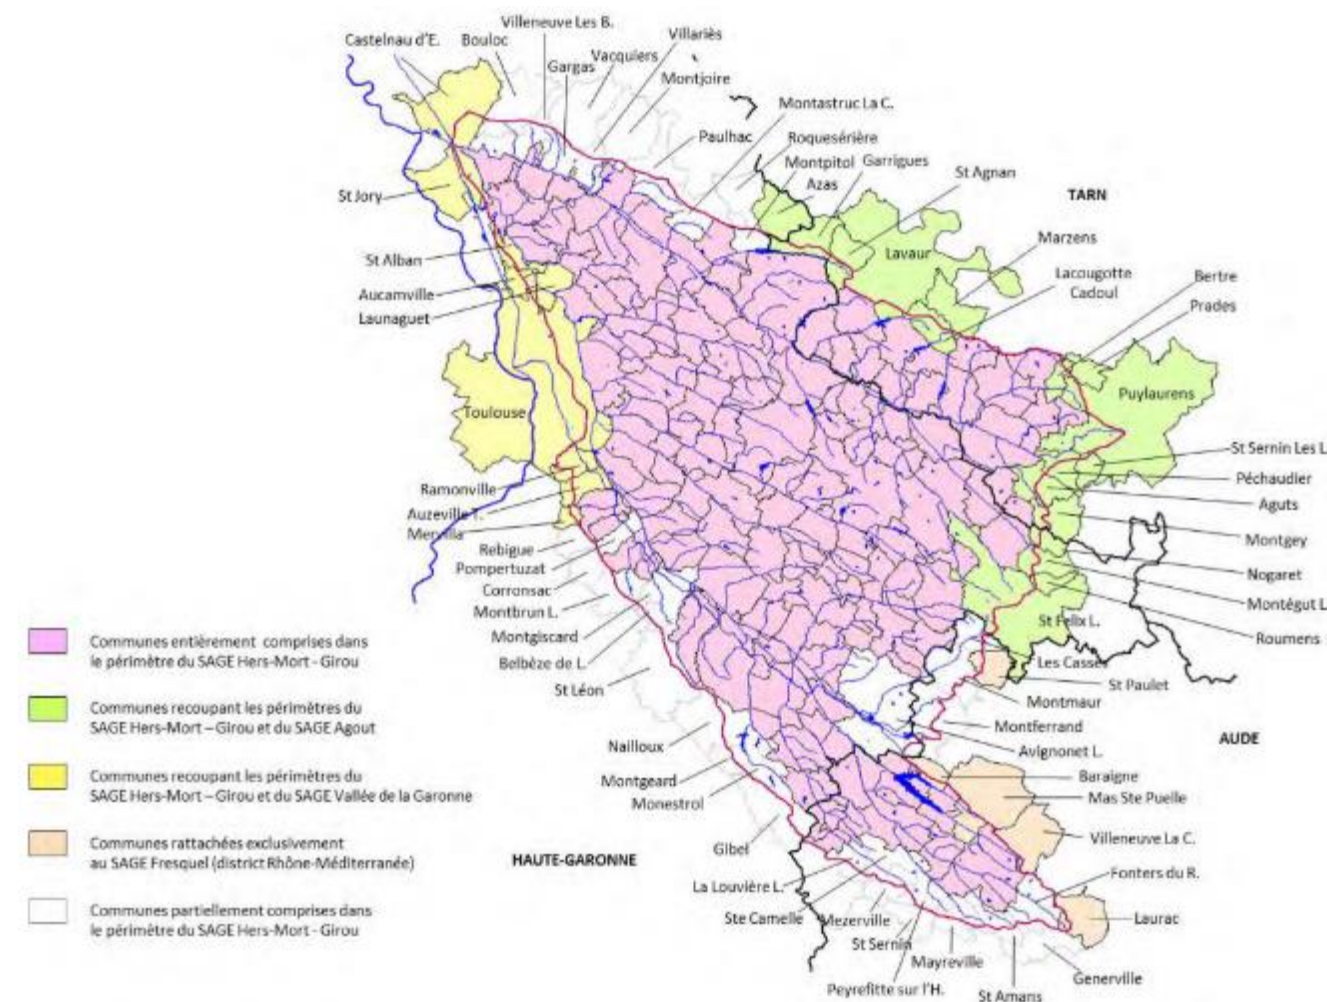 Villeneuve Les B.
Castelnau d'E.
Bouloc
Villariès
Gargas
Vacquiers
Montjoire
Montastruc La C.
Paulhac
Roquesérière
Montpitol
Garrigues
Azas
St Agnan
TARN
St Jory
Marzens
Lavaur
St Alban
Lacougotte
Cadoul
Bertre
Aucamville
Prades
Launaguet
Puylaurens
Toulouse
St Sernin Les L.
Péchaudier
Ramonville
Aguts
Auzeville T.
Mervilla
Montgey
Rebigue
Pompertuzat
Nogaret
Corronsac
Montégut L.
Montbrun L.
St Felix L.
Montgiscard
Roumens
Belbèze de L.
Les Casses
St Paulet
St Léon
Montmaur
Montferrand
AUDE
Nailloux
Avignonet L.
Montgeard
Baraigne
Monestrol
Mas Ste Puelle
Villeneuve La C.
Gibel
HAUTE-GARONNE
Fonters du R.
La Louvière L.
Ste Camelle
Mezerville
Laurac
St Sernin
Mayreville
Generville
Peyrefitte sur l'H.
St Amans
Communes entièrement comprises dans
le périmètre du SAGE Hers-Mort - Girou
Communes recoupant les périmètres du
SAGE Hers-Mort – Girou et du SAGE Agout
Communes recoupant les périmètres du
SAGE Hers-Mort – Girou et du SAGE Vallée de la Garonne
Communes rattachées exclusivement
au SAGE Fresquel (district Rhône-Méditerranée)
Communes partiellement comprises dans
le périmètre du SAGE Hers-Mort - Girou